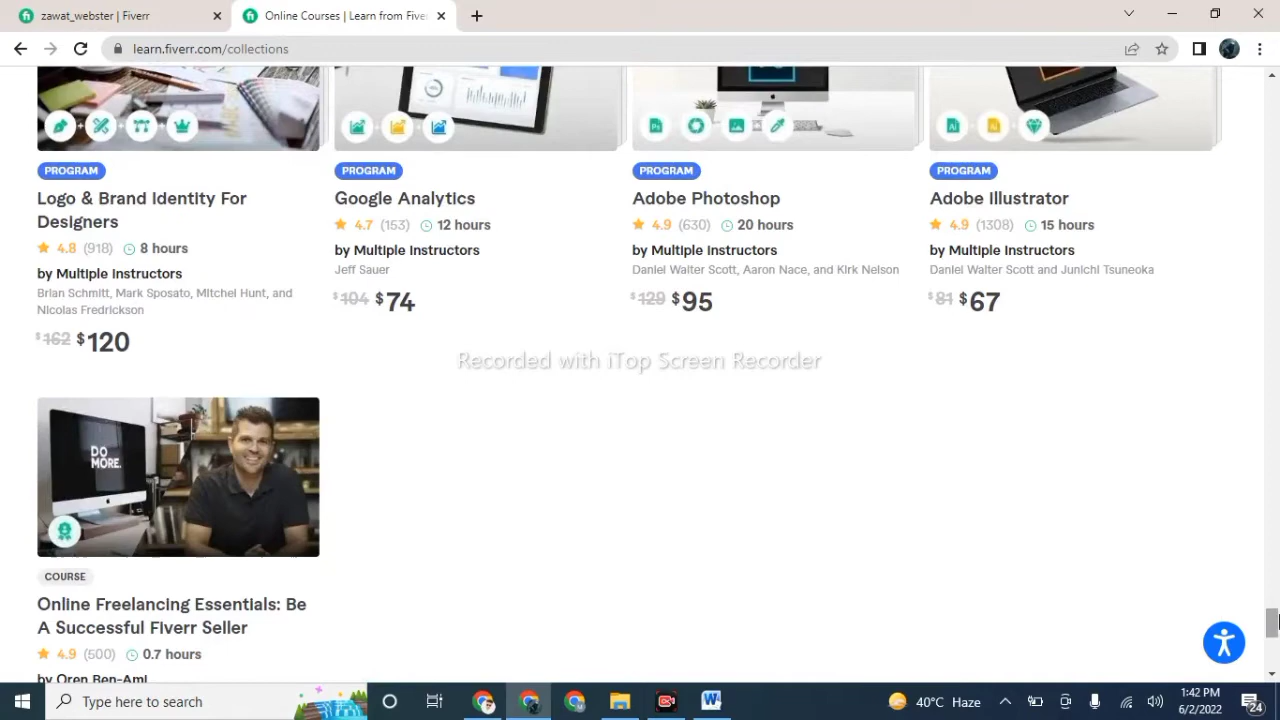 zawat_webster | Fiverr
Online Courses | Learn from Fiver
learn.fiverr.com/collections
PROGRAM
Logo & Brand Identity For
Designers
4.8 (918) 8 hours
by Multiple Instructors
Brian Schmitt, Mark Sposato, Mitchel Hunt, and
Nicolas Fredrickson
$162 $120
PROGRAM
Google Analytics
4.7 (153) 12 hours
by Multiple Instructors
Jeff Sauer
$104 $74
Ps
PROGRAM
Adobe Photoshop
4.9 (630) 20 hours
by Multiple Instructors
Daniel Walter Scott, Aaron Nace, and Kirk Nelson
$129 $95
Ai
Ai
PROGRAM
Adobe Illustrator
4.9 (1308) 15 hours
by Multiple Instructors
Daniel Walter Scott and Junichi Tsuneoka
$81 $67
Recorded with iTop Screen Recorder
DO
MORE.
COURSE
Online Freelancing Essentials: Be
A Successful Fiverr Seller
4.9 (500) 0.7 hours
by Oren Ben-Ami
Type here to search
40°C Haze
1:42 PM
6/2/2022
24